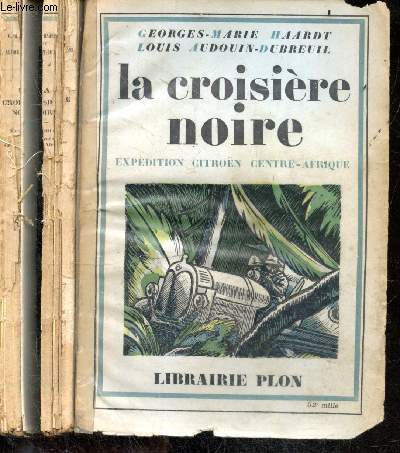 GEORGES-MARIE HAARDT
LOUIS AUDOUIN-DUBREUIL
la croisière
noire
EXPÉDITION CITROËN CENTRE-AFRIQUE
LIBRAIRIE PLON
52e mille
Le-livre.com